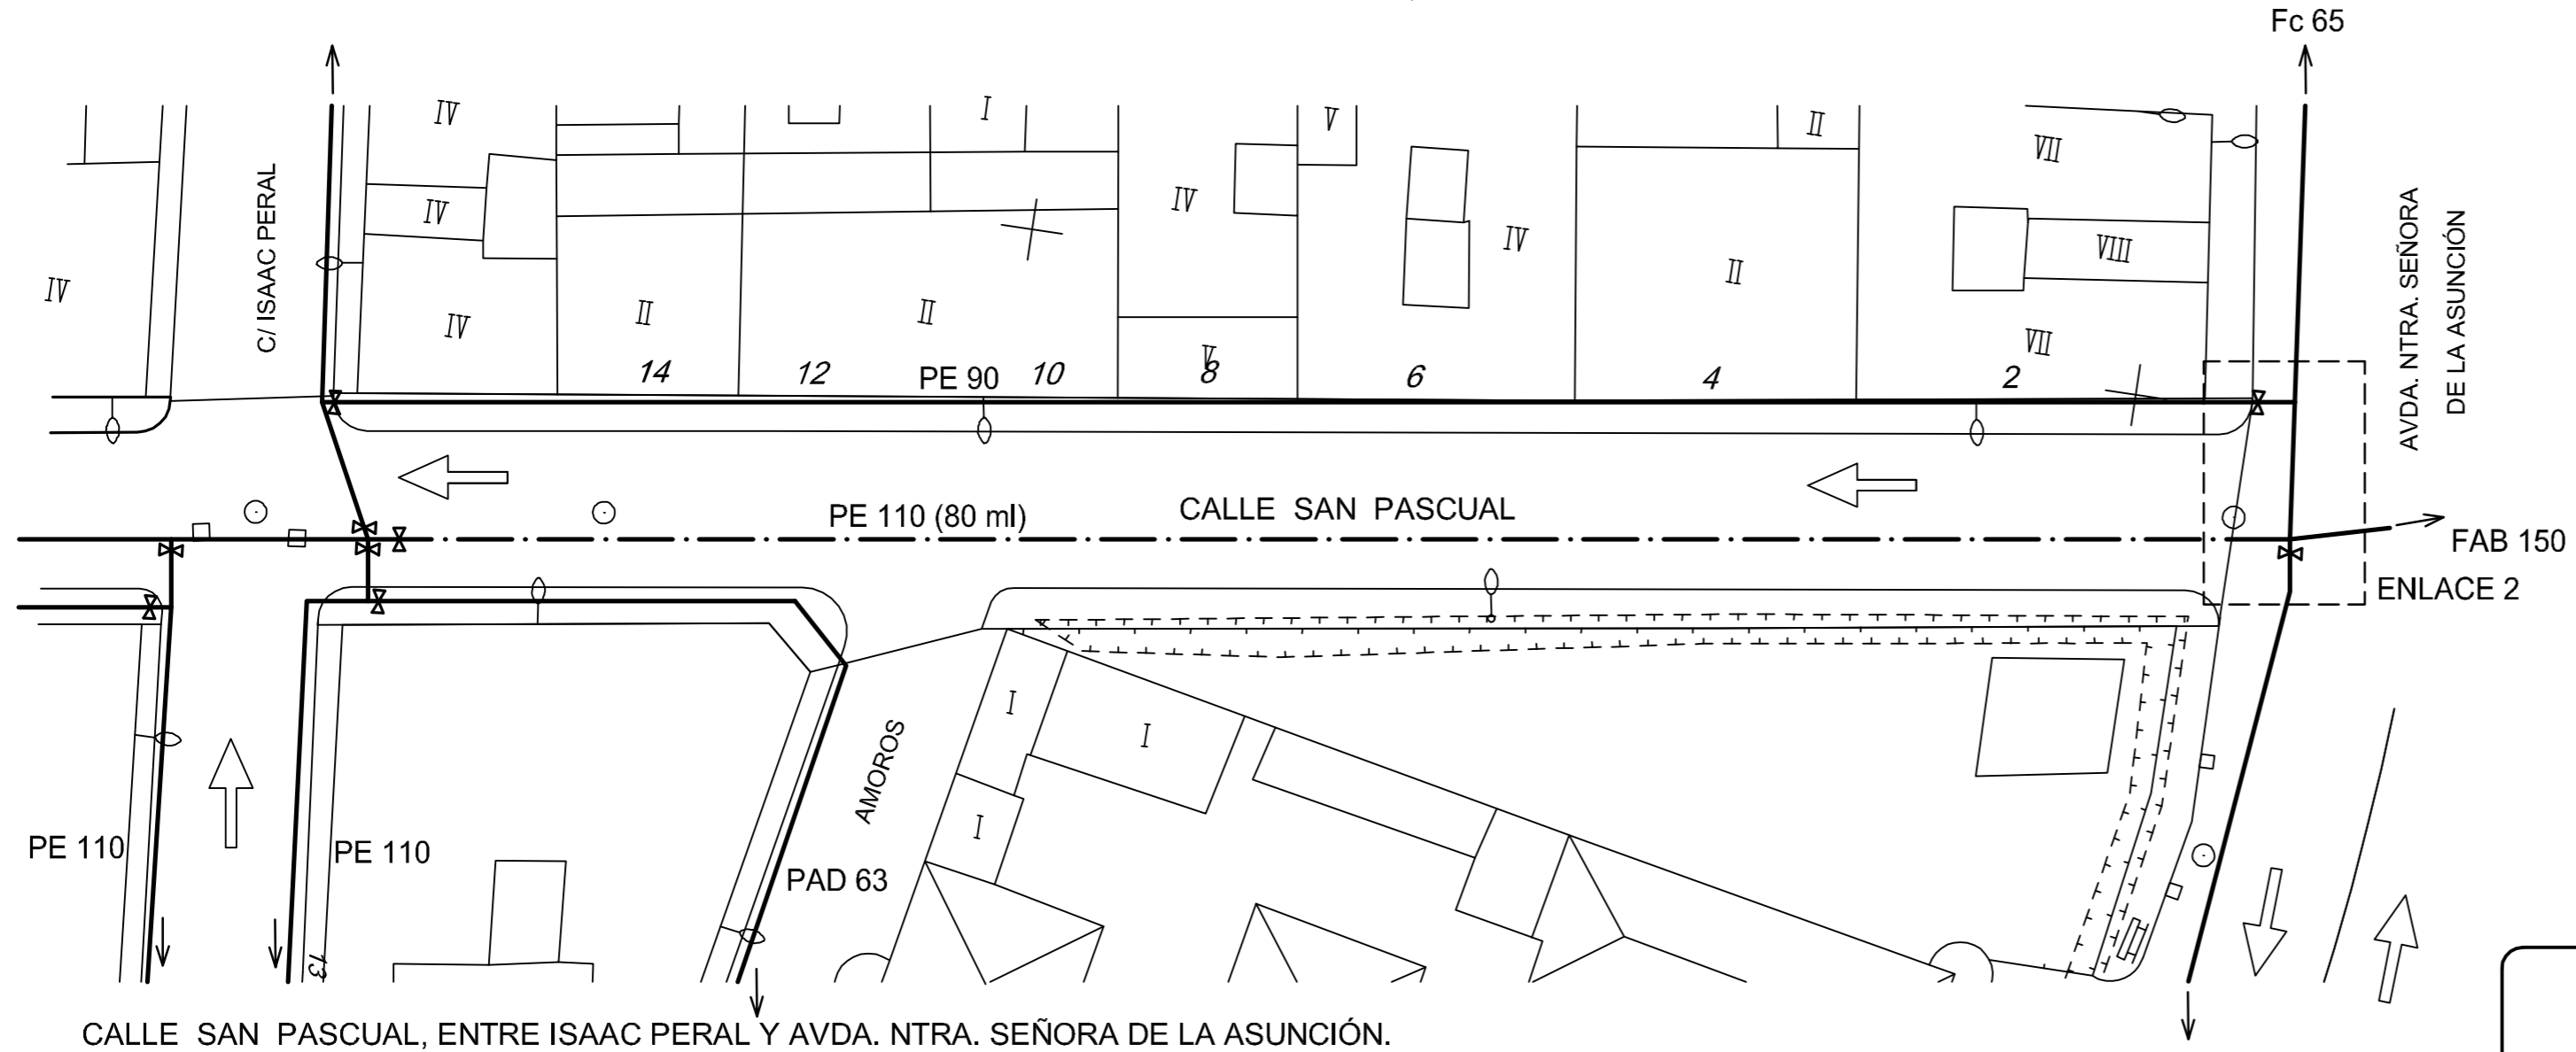 Fc 65
IV
I
V
II
VII
C/ ISAAC PERAL
IV
IV
IV
VIII
AVDA. NTRA. SEÑORA
DE LA ASUNCIÓN
IV
IV
II
II
II
VII
V
14
12
PE 90
10
8
6
4
2
PE 110 (80 ml)
CALLE SAN PASCUAL
FAB 150
ENLACE 2
I
I
AMOROS
I
PE 110
PE 110
PAD 63
13
CALLE SAN PASCUAL, ENTRE ISAAC PERAL Y AVDA. NTRA. SEÑORA DE LA ASUNCIÓN.